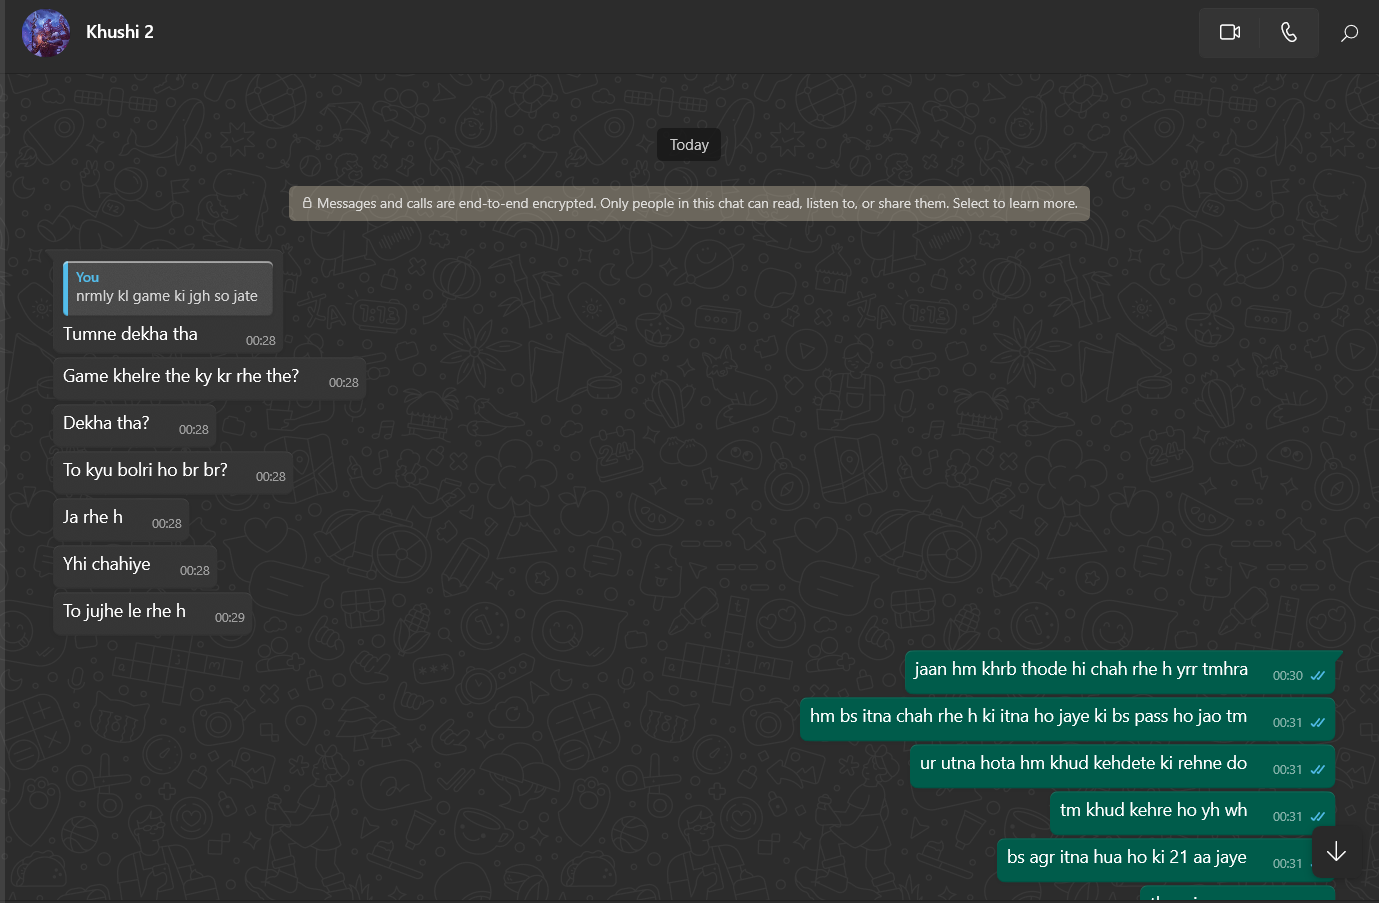 Khushi 2
Today
Messages and calls are end-to-end encrypted. Only people in this chat can read, listen to, or share them. Select to learn more.
You
nrmly kl game ki jgh so jate
Tumne dekha tha 00:28
Game khelre the ky kr rhe the? 00:28
Dekha tha? 00:28
To kyu bolri ho br br? 00:28
Ja rhe h 00:28
Yhi chahiye 00:28
To jujhe le rhe h 00:29
jaan hm khrb thode hi chah rhe h yrr tmhra 00:30
hm bs itna chah rhe h ki itna ho jaye ki bs pass ho jao tm 00:31
ur utna hota hm khud kehdete ki rehne do 00:31
tm khud kehre ho yh wh 00:31
bs agr itna hua ho ki 21 aa jaye 00:31